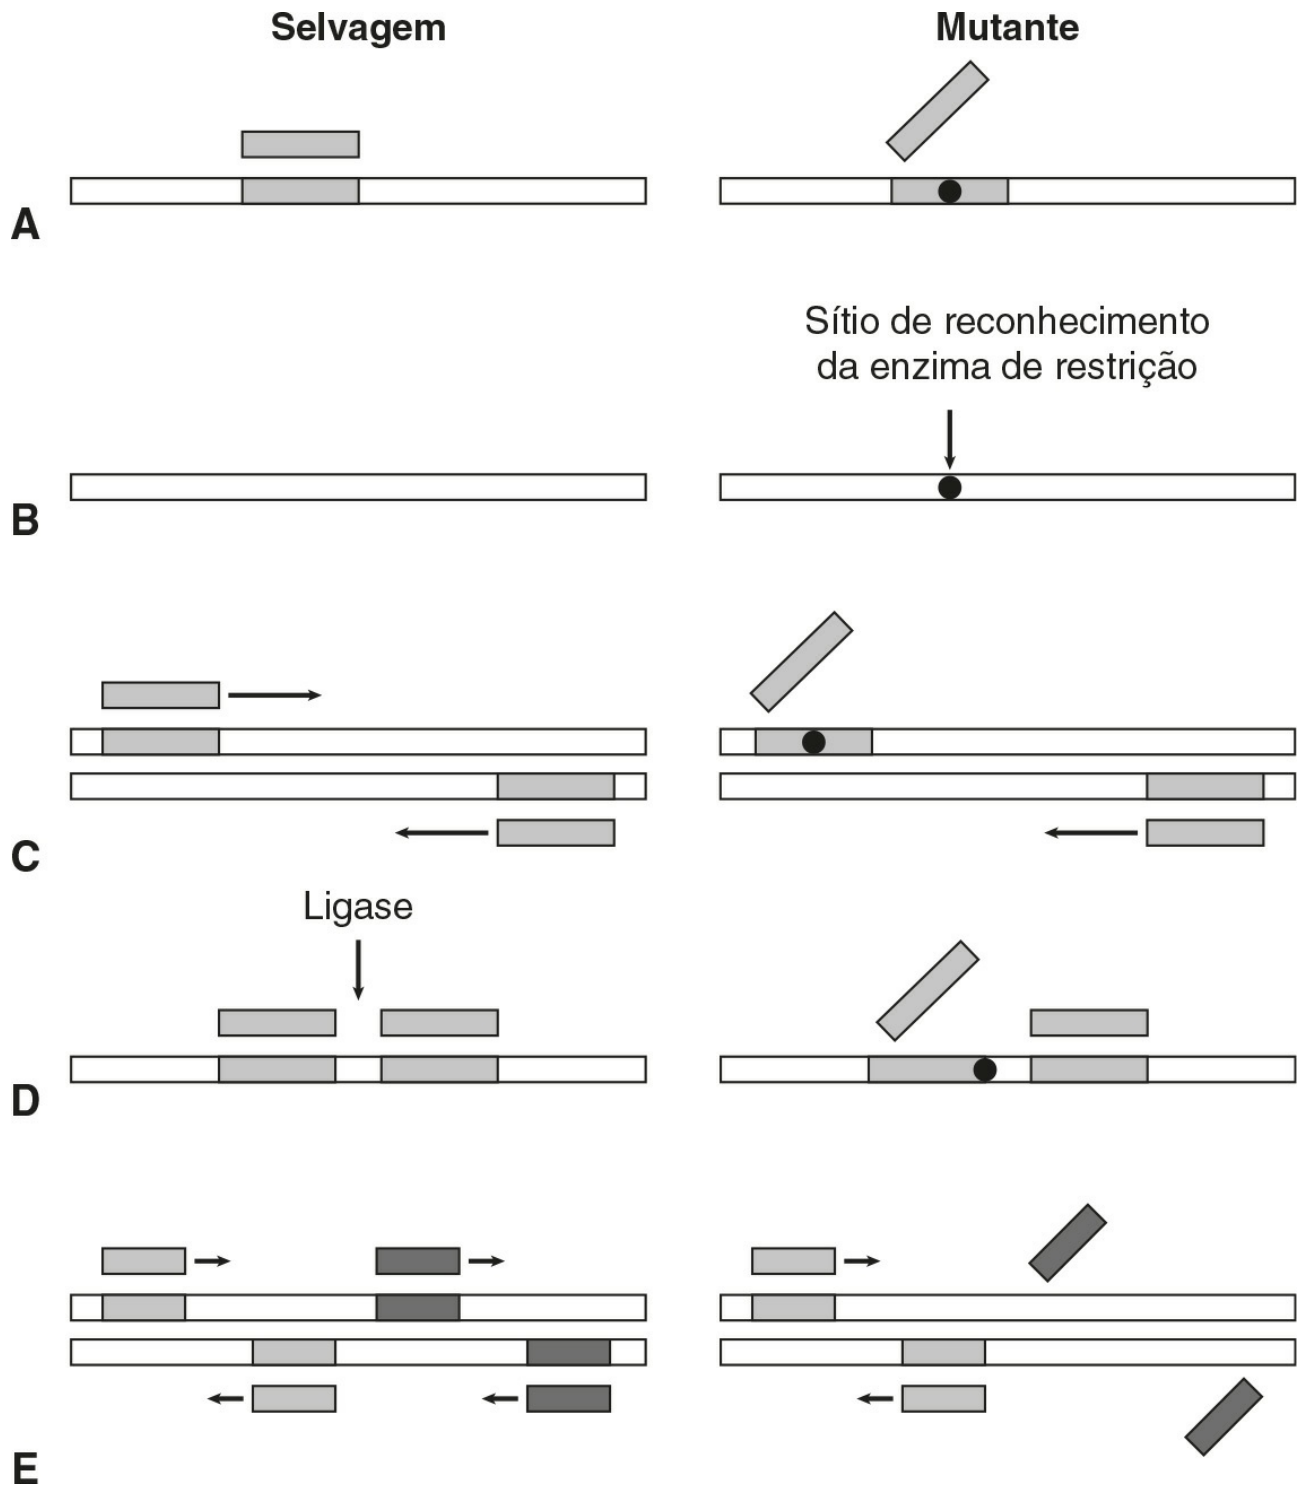 Selvagem
Mutante
A
Sítio de reconhecimento
da enzima de restrição
B
C
Ligase
D
E